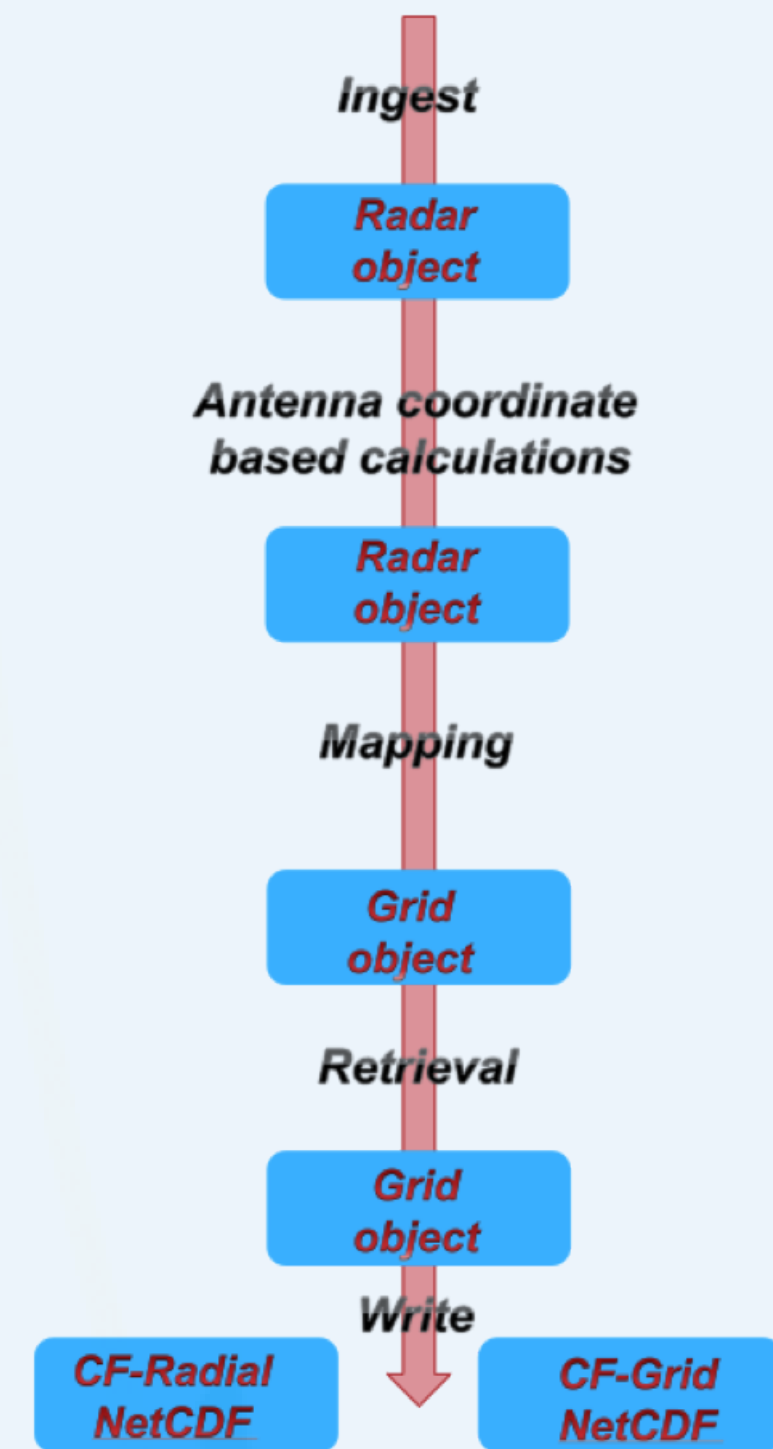 Ingest
Radar
object
Antenna coordinate
based calculations
Radar
object
Mapping
Grid
object
Retrieval
Grid
object
Write
CF-Radial
NetCDF
CF-Grid
NetCDF